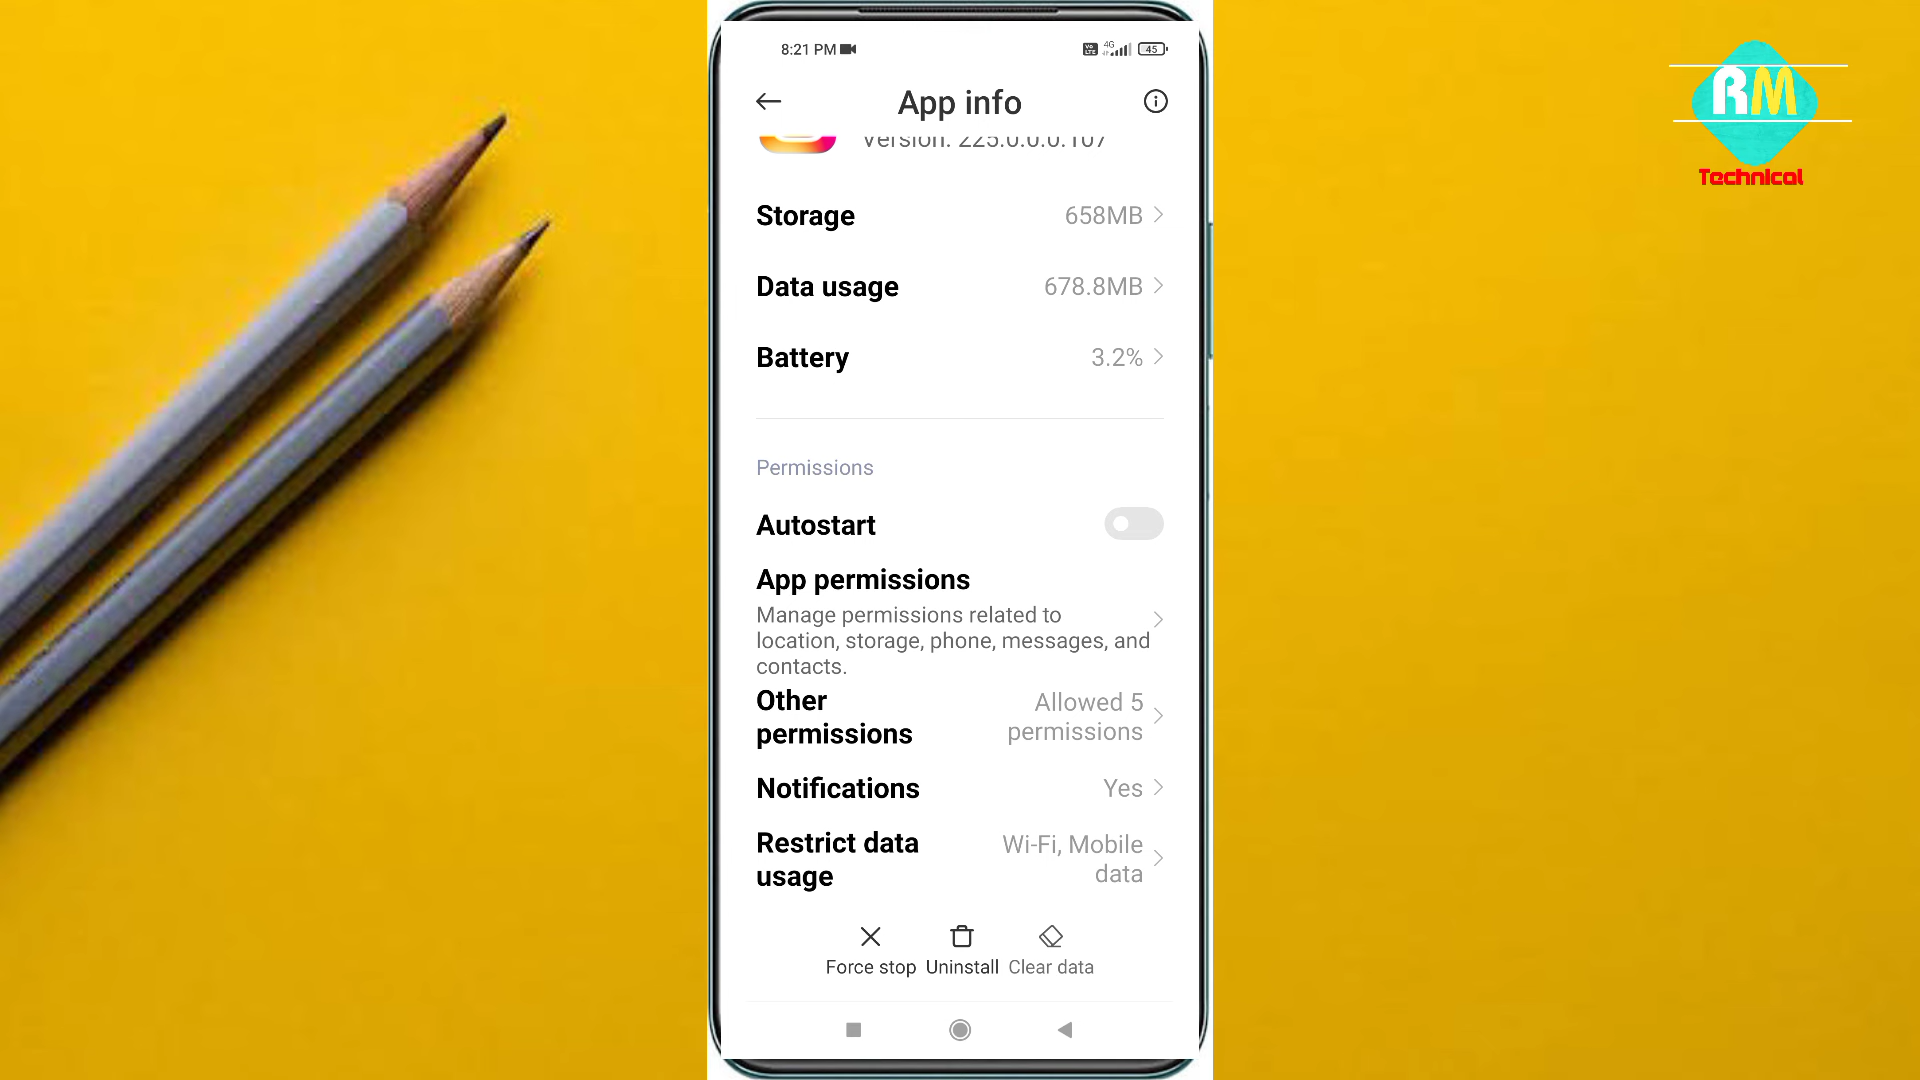 8:21 PM
4G
45
App info
Version: 225.0.0.0.107
Storage 658MB
Data usage 678.8MB
Battery 3.2%
Permissions
Autostart
App permissions
Manage permissions related to
location, storage, phone, messages, and
contacts.
Other Allowed 5
permissions permissions
Notifications Yes
Restrict data Wi-Fi, Mobile
usage data
Force stop Uninstall Clear data
RM
Technical